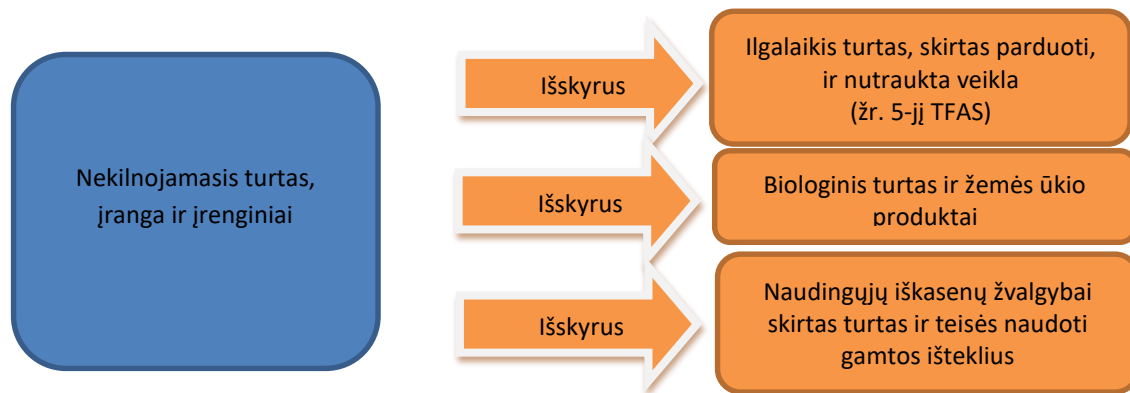 Nekilnojamasis turtas,
įranga ir įrenginiai
Išskyrus
Ilgalaikis turtas, skirtas parduoti,
ir nutraukta veikla
(žr. 5-jį TFAS)
Išskyrus
Biologinis turtas ir žemės ūkio
produktai
Išskyrus
Naudingųjų iškasenų žvalgybai
skirtas turtas ir teisės naudoti
gamtos išteklius